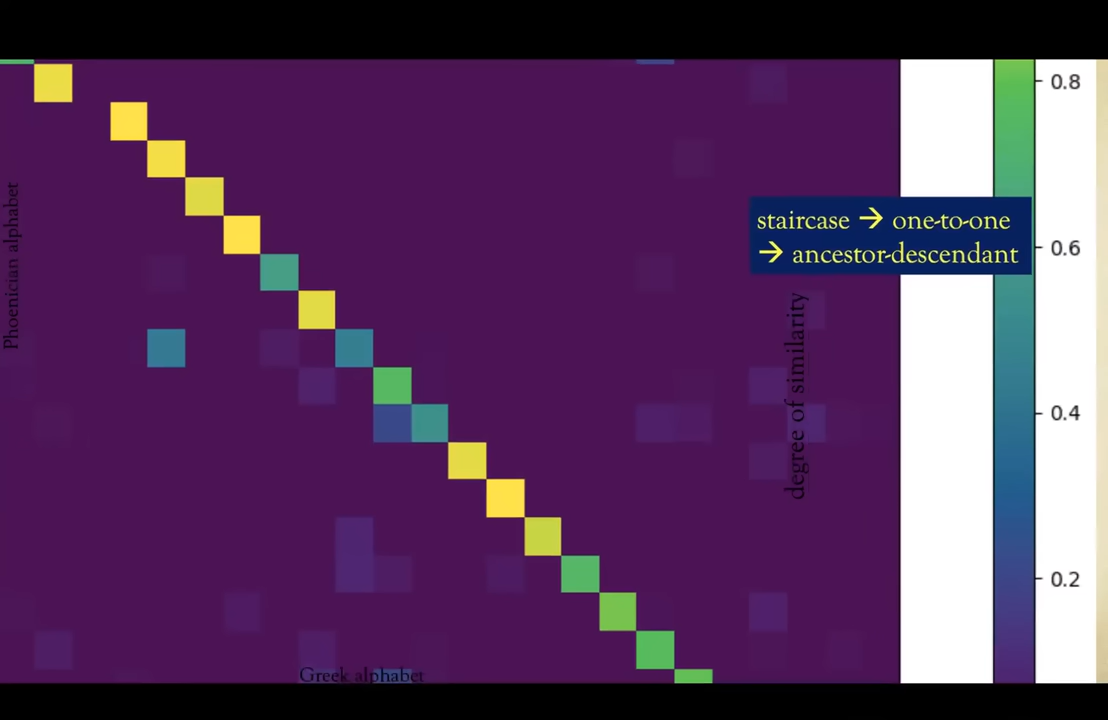 Phoenician alphabet
staircase → one-to-one
→ ancestor-descendant
degree of similarity
0.8
0.6
0.4
0.2
Greek alphabet